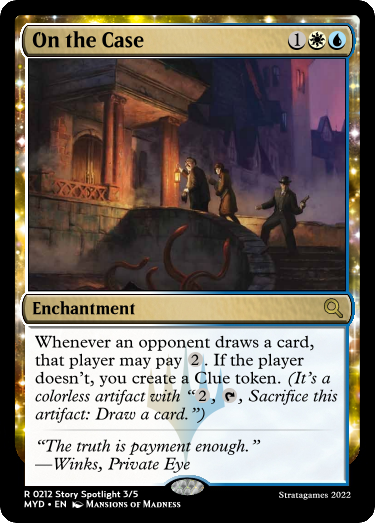 On the Case 1
Enchantment
Whenever an opponent draws a card,
that player may pay 2. If the player
doesn't, you create a Clue token. (It's a
colorless artifact with “2, , Sacrifice this
artifact: Draw a card.”)
“The truth is payment enough.”
—Winks, Private Eye
R 0212 Story Spotlight 3/5
MYD • EN Mansions of Madness
Stratagames 2022